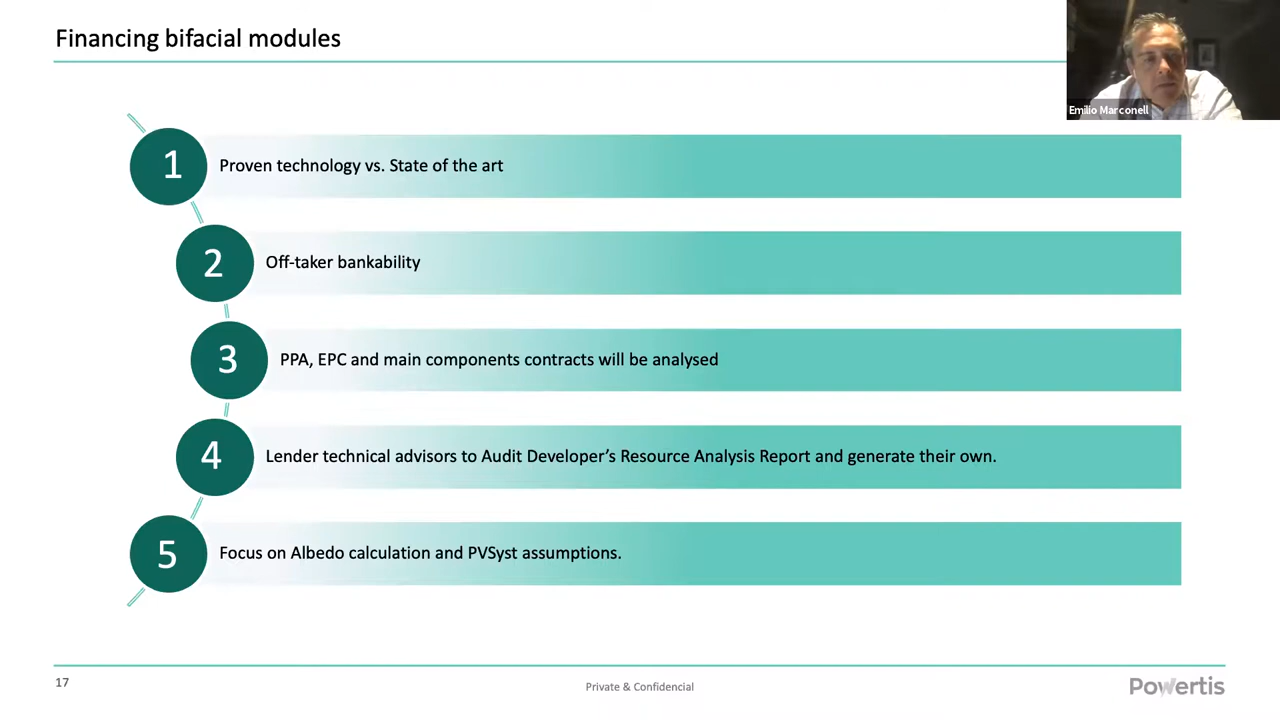 Financing bifacial modules
Emilio Marconell
1
Proven technology vs. State of the art
2
Off-taker bankability
3
PPA, EPC and main components contracts will be analysed
4
Lender technical advisors to Audit Developer’s Resource Analysis Report and generate their own.
5
Focus on Albedo calculation and PVSyst assumptions.
17
Private & Confidencial
Powertis